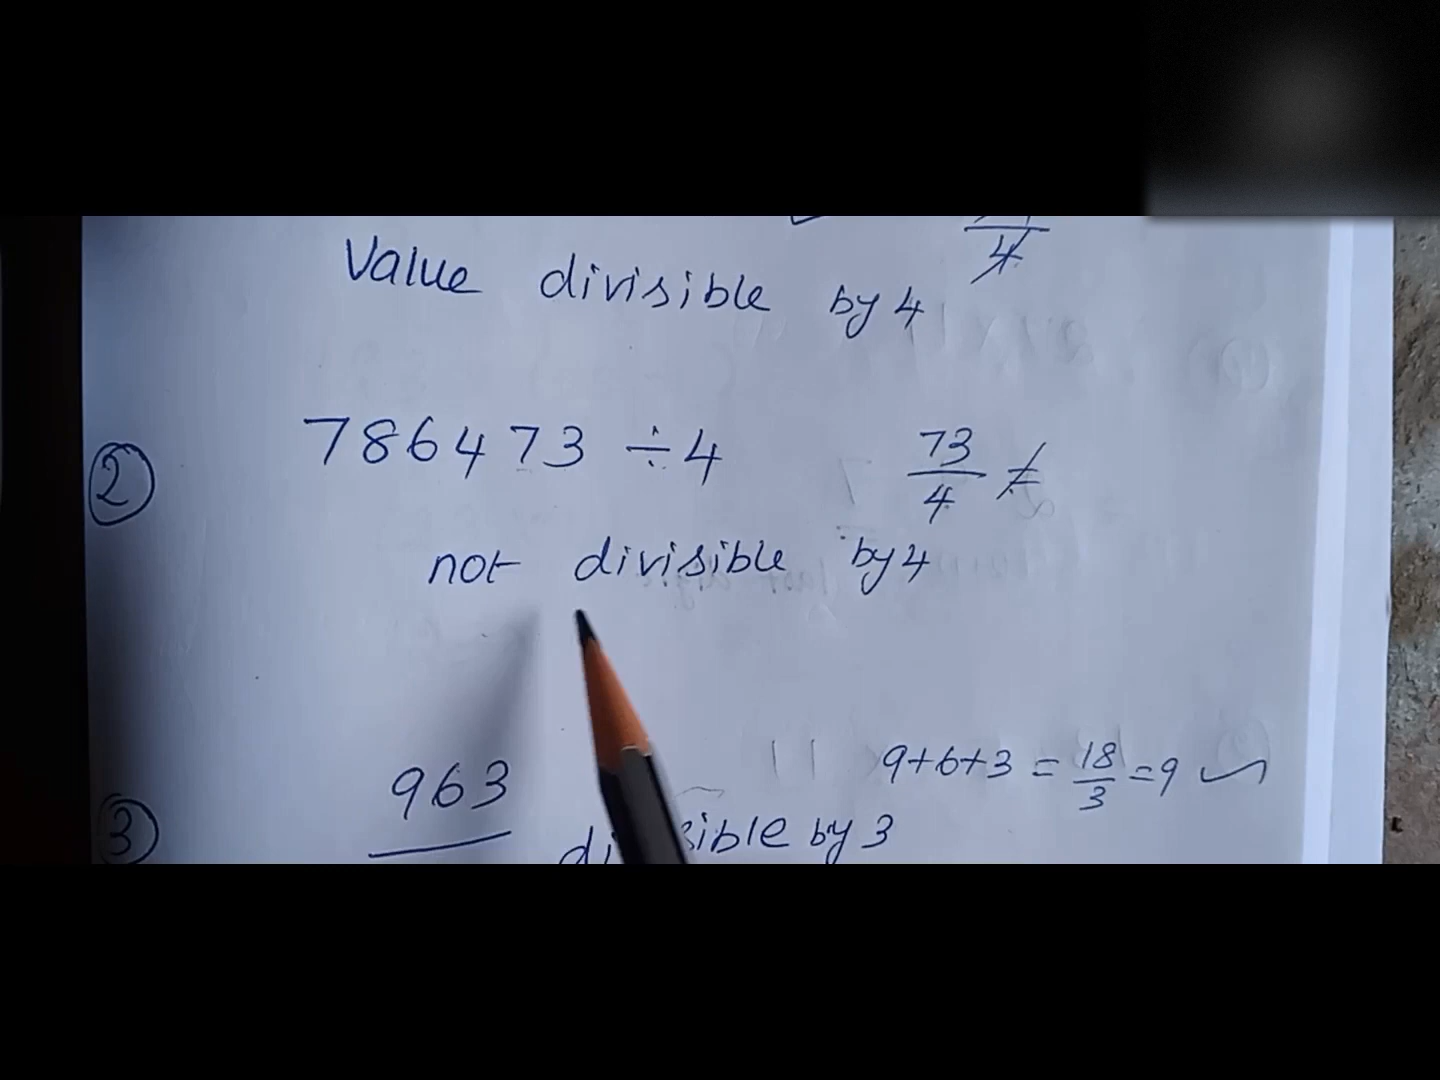 4
Value divisible by 4
② 786473 ÷ 4 73/4 ≠
not divisible by 4
③ 963 9+6+3 = 18/3 = 9 ✓
by 3